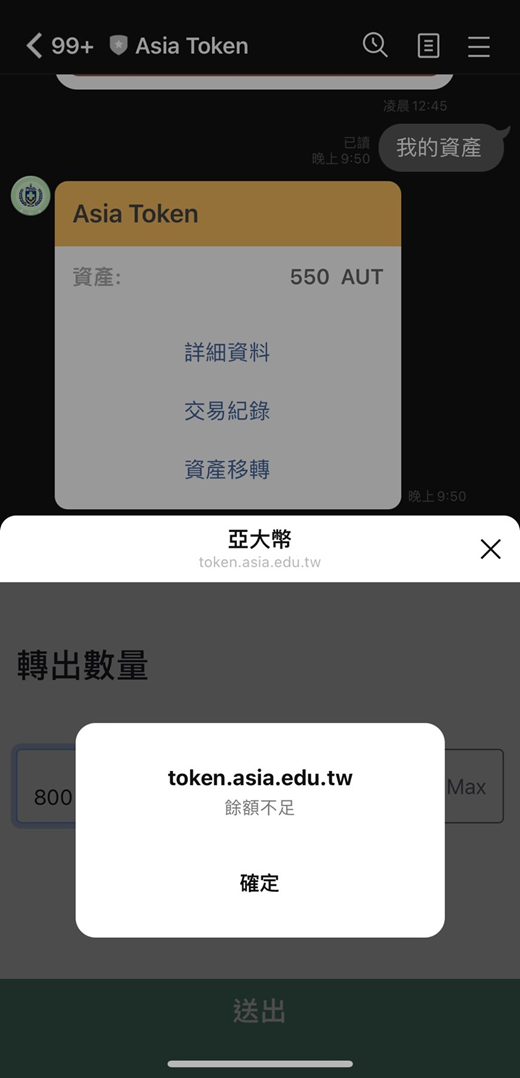 99+ Asia Token
凌晨 12:45
已讀
晚上 9:50
我的資產
Asia Token
資產: 550 AUT
詳細資料
交易紀錄
資產移轉
晚上 9:50
亞大幣
token.asia.edu.tw
轉出數量
800
Max
token.asia.edu.tw
餘額不足
確定
送出